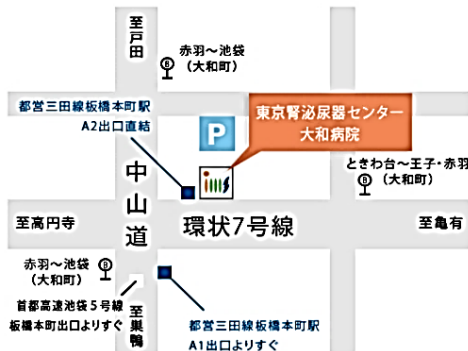 至戸田
赤羽〜池袋
(大和町)
都営三田線板橋本町駅
A2出口直結
P
東京腎泌尿器センター
大和病院
ims
ときわ台〜王子・赤羽
(大和町)
中山道
至高円寺
環状7号線
至亀有
赤羽〜池袋
(大和町)
首都高速池袋5号線
板橋本町出口よりすぐ
至巣鴨
都営三田線板橋本町駅
A1出口よりすぐ